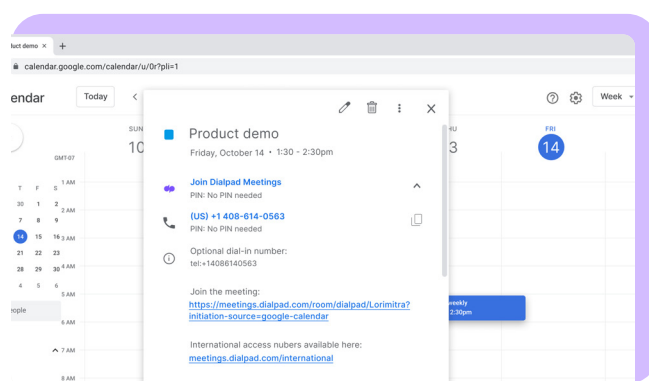 duct demo × +
calendar.google.com/calendar/u/0r?pli=1
endar Today < Week
SUN
10
GMT-07
HU
3
FRI
14
Product demo
Friday, October 14 • 1:30 - 2:30pm
Join Dialpad Meetings
PIN: No PIN needed
(US) +1 408-614-0563
PIN: No PIN needed
Optional dial-in number:
tel:+14086140563
Join the meeting:
https://meetings.dialpad.com/room/dialpad/Lorimitra?
initiation-source=google-calendar
International access nubers available here:
meetings.dialpad.com/international
T F S
30 1 2
7 8 9
14 15 16
21 22 23
28 29 30
4 5 6
eople
1 AM
2 AM
3 AM
4 AM
5 AM
6 AM
7 AM
8 AM
weekly
2:30pm